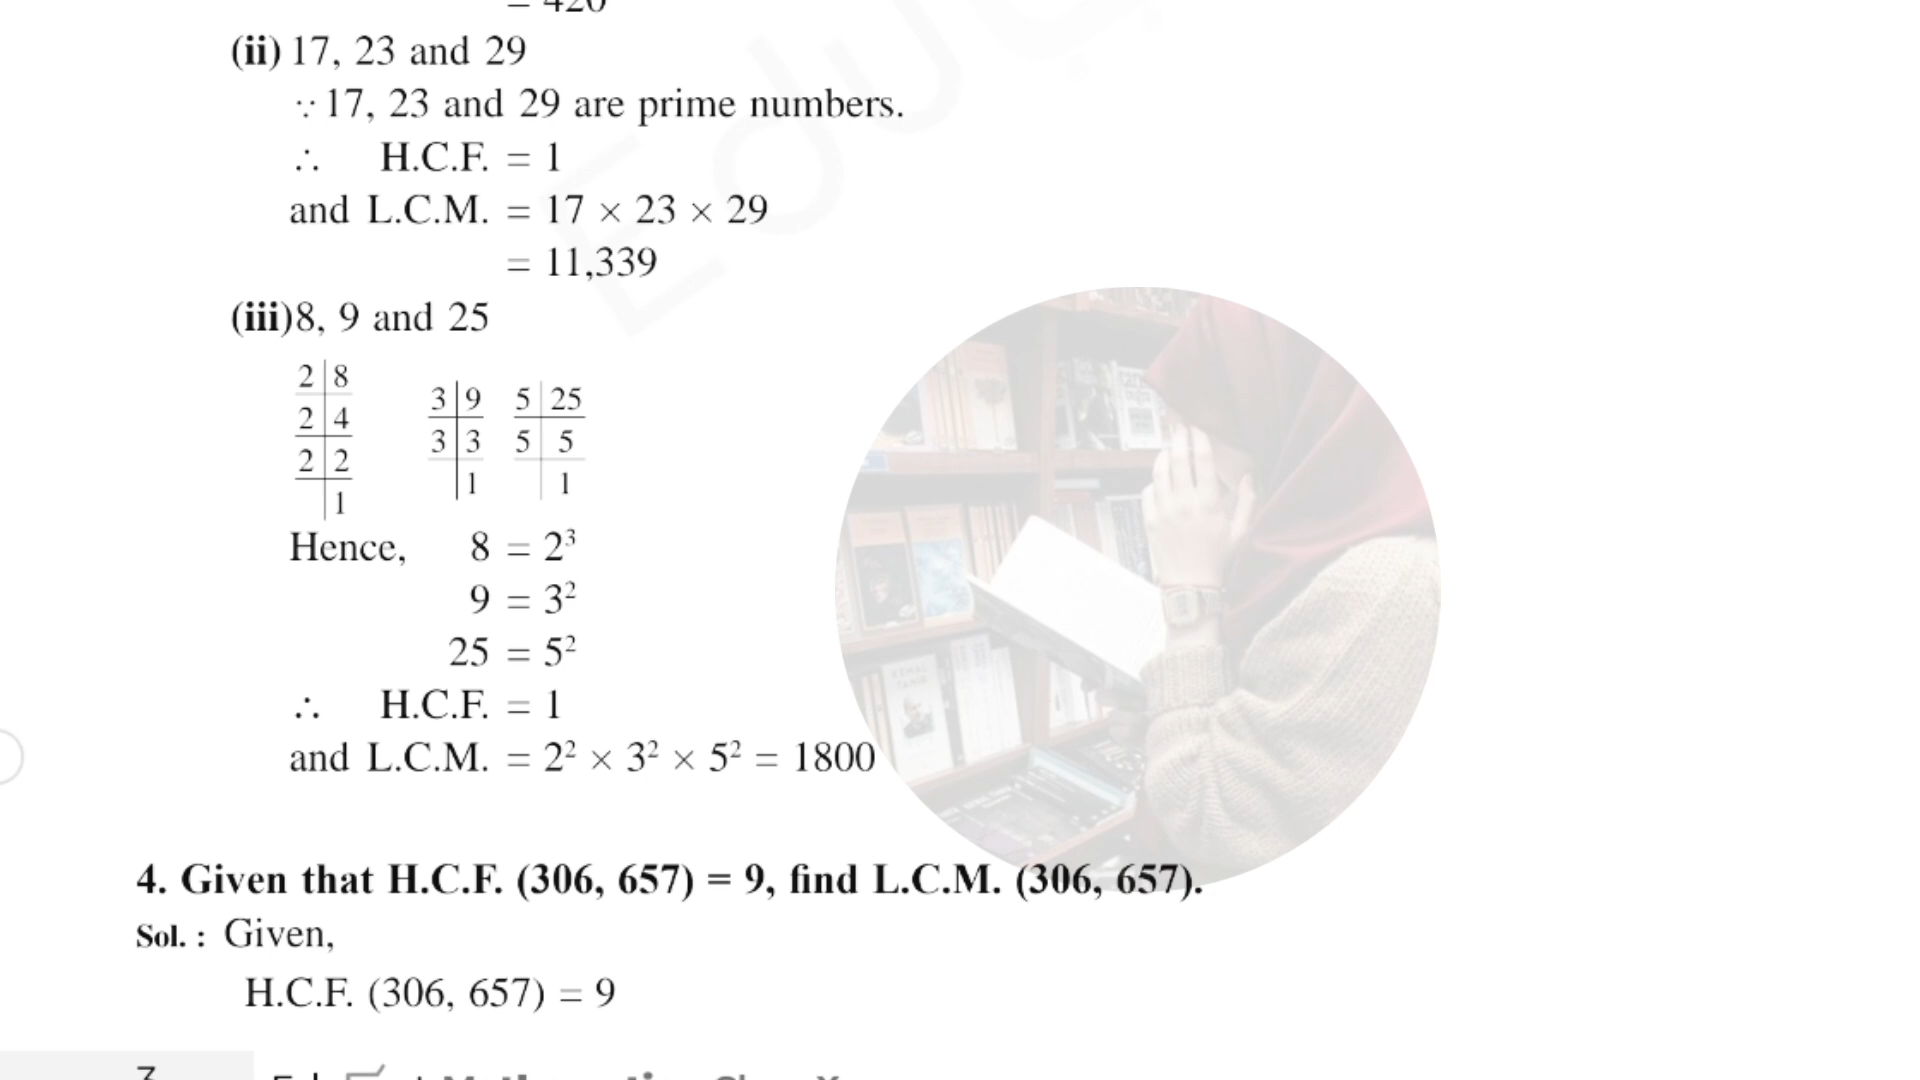 = 420
(ii) 17, 23 and 29
∵ 17, 23 and 29 are prime numbers.
∴ H.C.F. = 1
and L.C.M. = 17 × 23 × 29
= 11,339
(iii)8, 9 and 25
2 8
2 4
2 2
1
3 9
3 3
1
5 25
5 5
1
Hence, 8 = 2³
9 = 3²
25 = 5²
∴ H.C.F. = 1
and L.C.M. = 2² × 3² × 5² = 1800
4. Given that H.C.F. (306, 657) = 9, find L.C.M. (306, 657).
Sol. : Given,
H.C.F. (306, 657) = 9